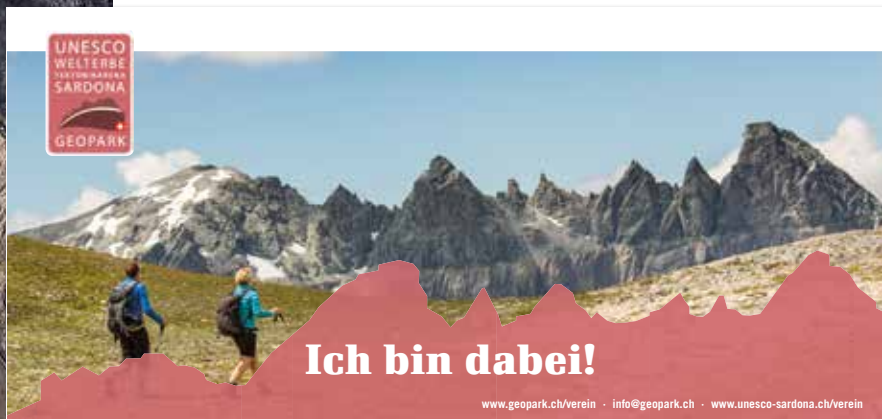 UNESCO
WELTERBE
TEKTONIKARENA
SARDONA
GEOPARK
Ich bin dabei!
www.geopark.ch/verein · info@geopark.ch · www.unesco-sardona.ch/verein